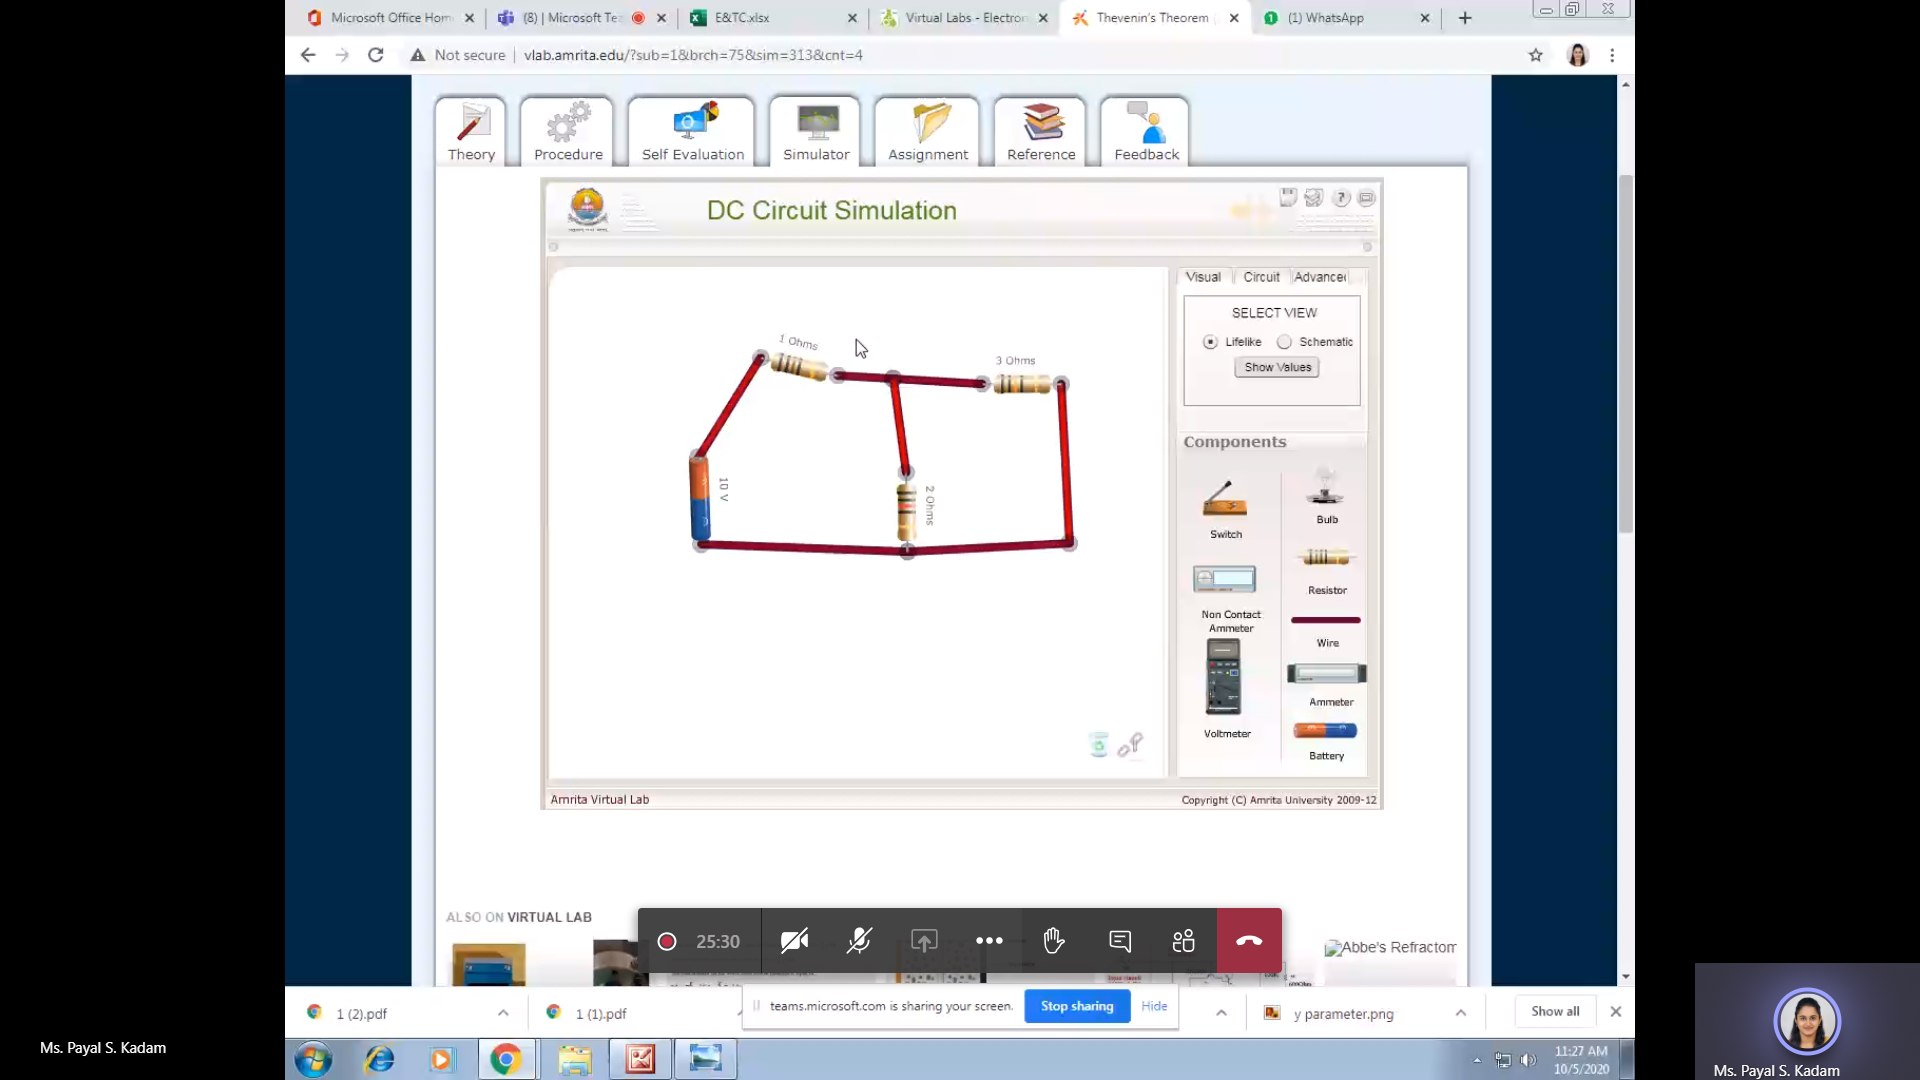 Microsoft Office Hom
(8) | Microsoft Te
E&TC.xlsx
Virtual Labs - Electron
Thevenin's Theorem
(1) WhatsApp
Not secure
vlab.amrita.edu/?sub=1&brch=75&sim=313&cnt=4
Theory
Procedure
Self Evaluation
Simulator
Assignment
Reference
Feedback
DC Circuit Simulation
Visual
Circuit
Advanced
SELECT VIEW
Lifelike
Schematic
Show Values
1 Ohms
3 Ohms
10 V
2 Ohms
Components
Switch
Bulb
Non Contact
Ammeter
Resistor
Wire
Voltmeter
Ammeter
Battery
Amrita Virtual Lab
Copyright (C) Amrita University 2009-12
ALSO ON VIRTUAL LAB
25:30
Abbe's Refractom
1 (2).pdf
1 (1).pdf
teams.microsoft.com is sharing your screen.
Stop sharing
Hide
y parameter.png
Show all
11:27 AM
10/5/2020
Ms. Payal S. Kadam
Ms. Payal S. Kadam